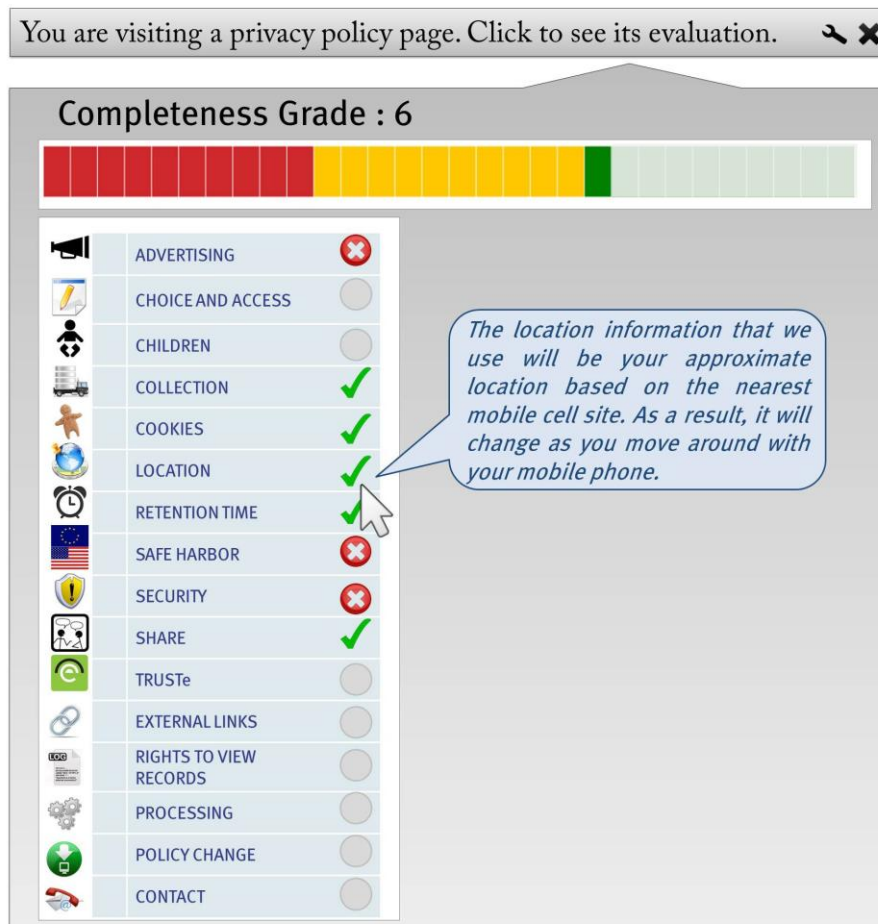 You are visiting a privacy policy page. Click to see its evaluation.
Completeness Grade : 6
ADVERTISING
CHOICE AND ACCESS
CHILDREN
COLLECTION
COOKIES
LOCATION
RETENTION TIME
SAFE HARBOR
SECURITY
SHARE
TRUSTe
EXTERNAL LINKS
LOG
RIGHTS TO VIEW
RECORDS
PROCESSING
POLICY CHANGE
CONTACT
The location information that we
use will be your approximate
location based on the nearest
mobile cell site. As a result, it will
change as you move around with
your mobile phone.